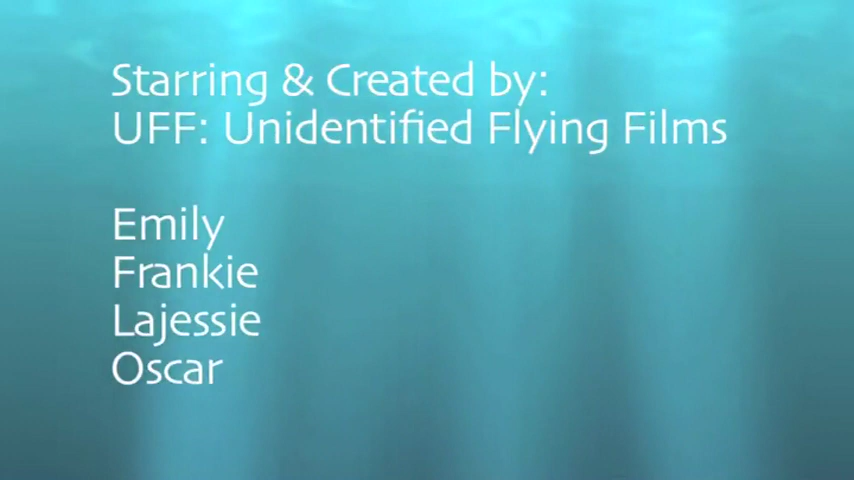 Starring & Created by:
UFF: Unidentified Flying Films
Emily
Frankie
Lajessie
Oscar